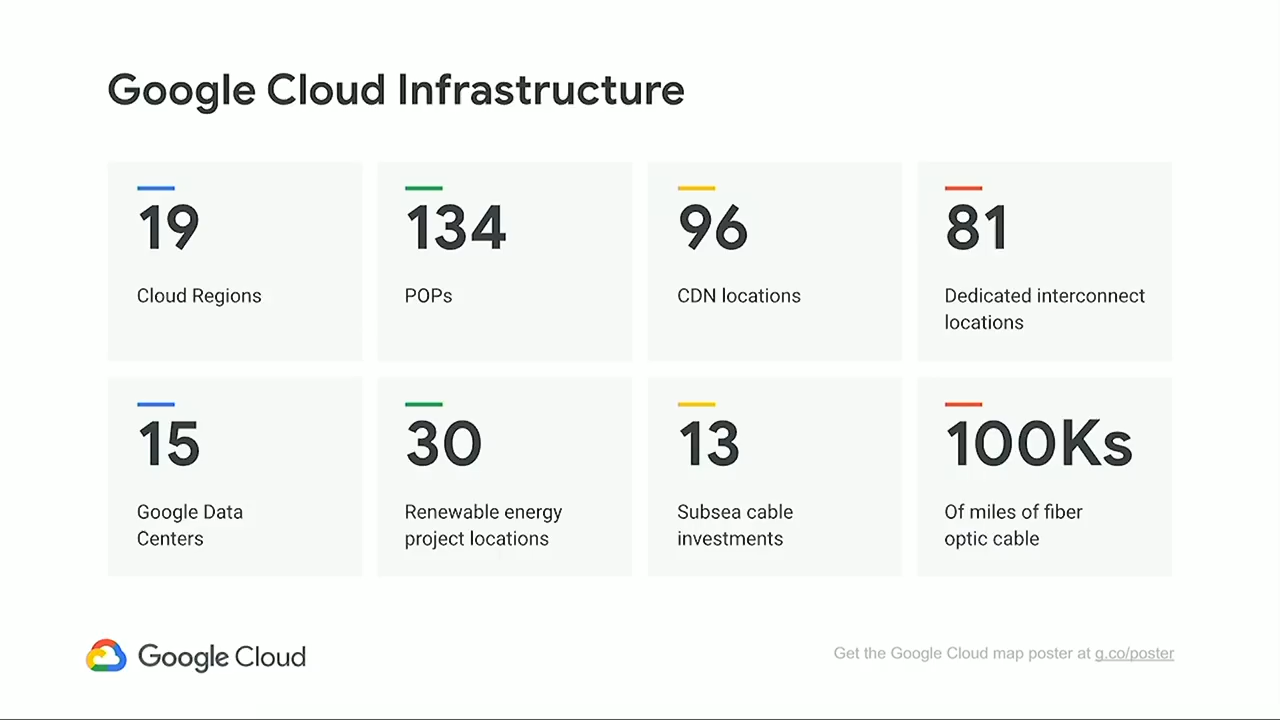 Google Cloud Infrastructure
19
Cloud Regions
134
POPs
96
CDN locations
81
Dedicated interconnect
locations
15
Google Data
Centers
30
Renewable energy
project locations
13
Subsea cable
investments
100Ks
Of miles of fiber
optic cable
Google Cloud
Get the Google Cloud map poster at g.co/poster